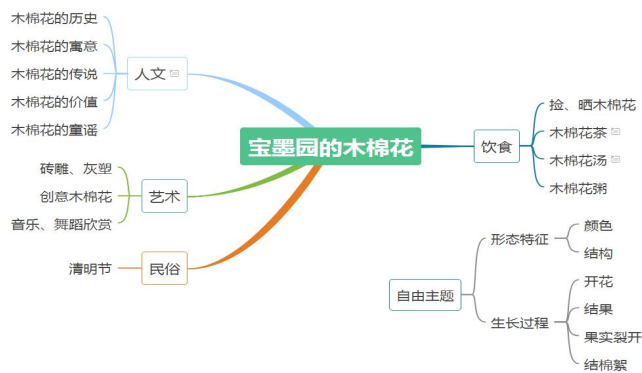 宝墨园的木棉花
人文
木棉花的历史
木棉花的寓意
木棉花的传说
木棉花的价值
木棉花的童谣
艺术
砖雕、灰塑
创意木棉花
音乐、舞蹈欣赏
民俗
清明节
饮食
捡、晒木棉花
木棉花茶
木棉花汤
木棉花粥
自由主题
形态特征
颜色
结构
生长过程
开花
结果
果实裂开
结棉絮